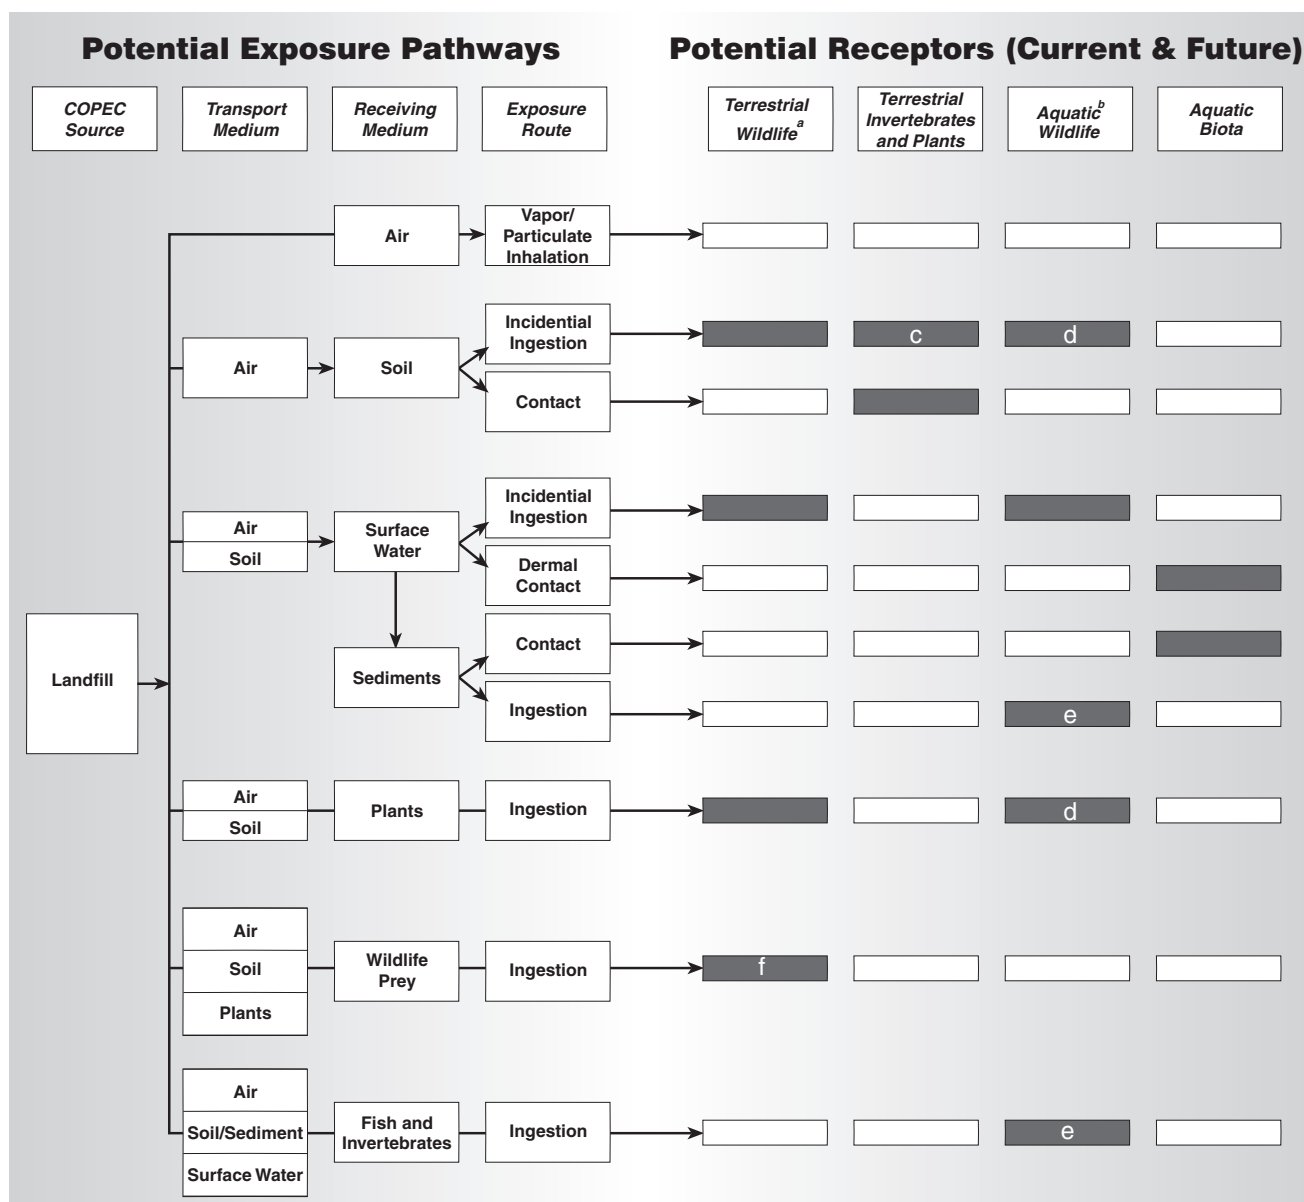 Potential Exposure Pathways
Potential Receptors (Current & Future)
COPEC
Source
Transport
Medium
Receiving
Medium
Exposure
Route
Terrestrial
Wildlife a
Terrestrial
Invertebrates
and Plants
Aquatic b
Wildlife
Aquatic
Biota
Air
Vapor/
Particulate
Inhalation
Air
Soil
Incidential
Ingestion
c
d
Contact
Air
Soil
Surface
Water
Incidential
Ingestion
Dermal
Contact
Landfill
Sediments
Contact
Ingestion
e
Air
Soil
Plants
Ingestion
d
Air
Soil
Plants
Wildlife
Prey
Ingestion
f
Air
Soil/Sediment
Surface Water
Fish and
Invertebrates
Ingestion
e